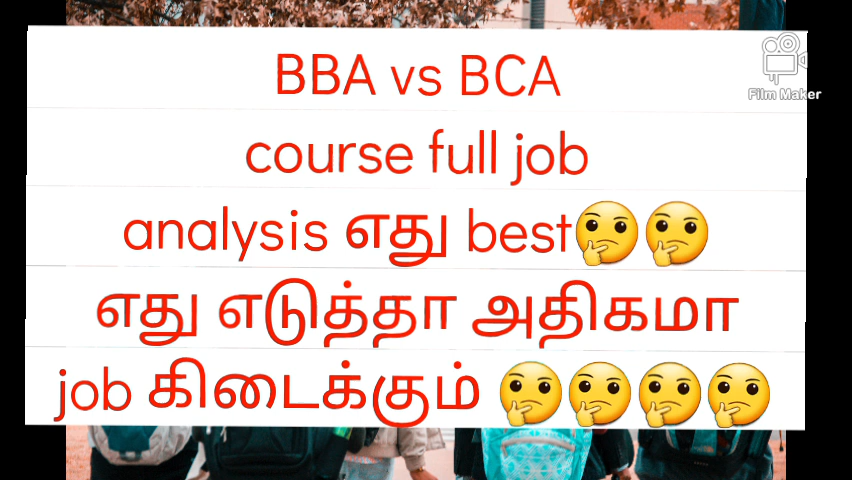 BBA vs BCA
course full job
analysis எது best🤔🤔
எது எடுத்தா அதிகமா
job கிடைக்கும் 🤔🤔🤔🤔
Film Maker